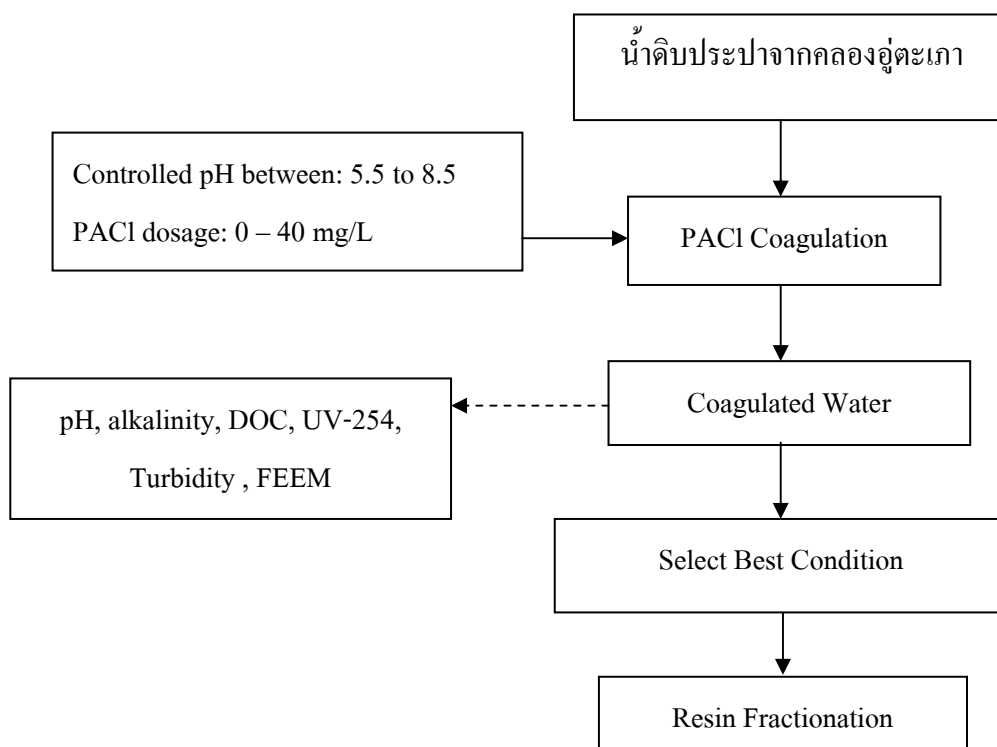 น้ำดิบประปาจากคลองอู่ตะเภา
Controlled pH between: 5.5 to 8.5
PACl dosage: 0 – 40 mg/L
PACl Coagulation
Coagulated Water
pH, alkalinity, DOC, UV-254,
Turbidity , FEEM
Select Best Condition
Resin Fractionation